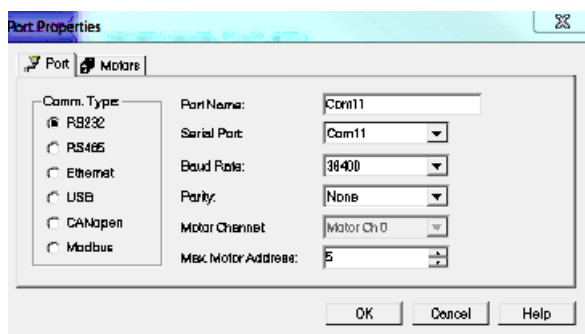 Port Properties
Port Motors
Comm. Type:
RS232
RS485
Ethernet
USB
CANopen
Modbus
Port Name: Com11
Serial Port: Com11
Baud Rate: 38400
Parity: None
Motor Channel: Motor Ch 0
Max. Motor Address: 5
OK Cancel Help